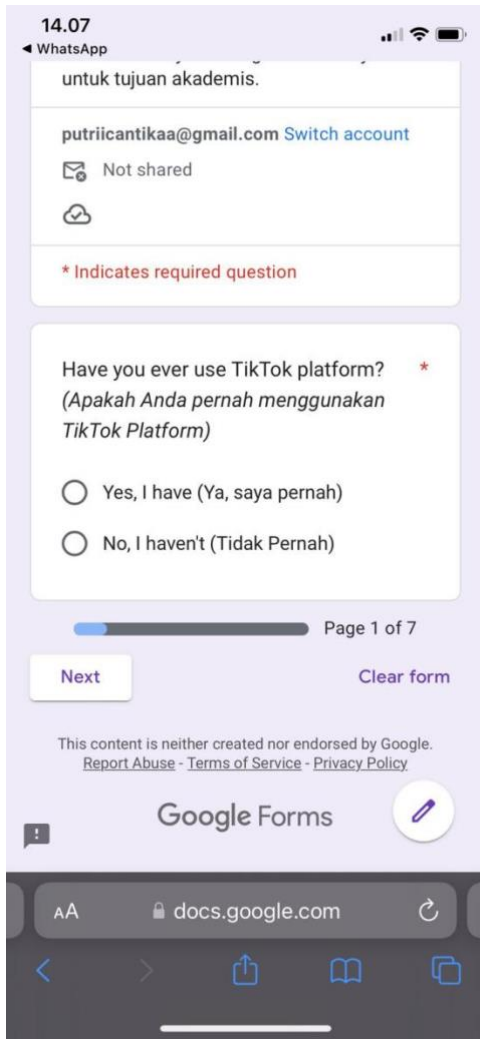 14.07
WhatsApp
untuk tujuan akademis.
putriicantikaa@gmail.com Switch account
Not shared
* Indicates required question
Have you ever use TikTok platform? *
(Apakah Anda pernah menggunakan
TikTok Platform)
Yes, I have (Ya, saya pernah)
No, I haven't (Tidak Pernah)
Page 1 of 7
Next Clear form
This content is neither created nor endorsed by Google.
Report Abuse - Terms of Service - Privacy Policy
Google Forms
AA docs.google.com